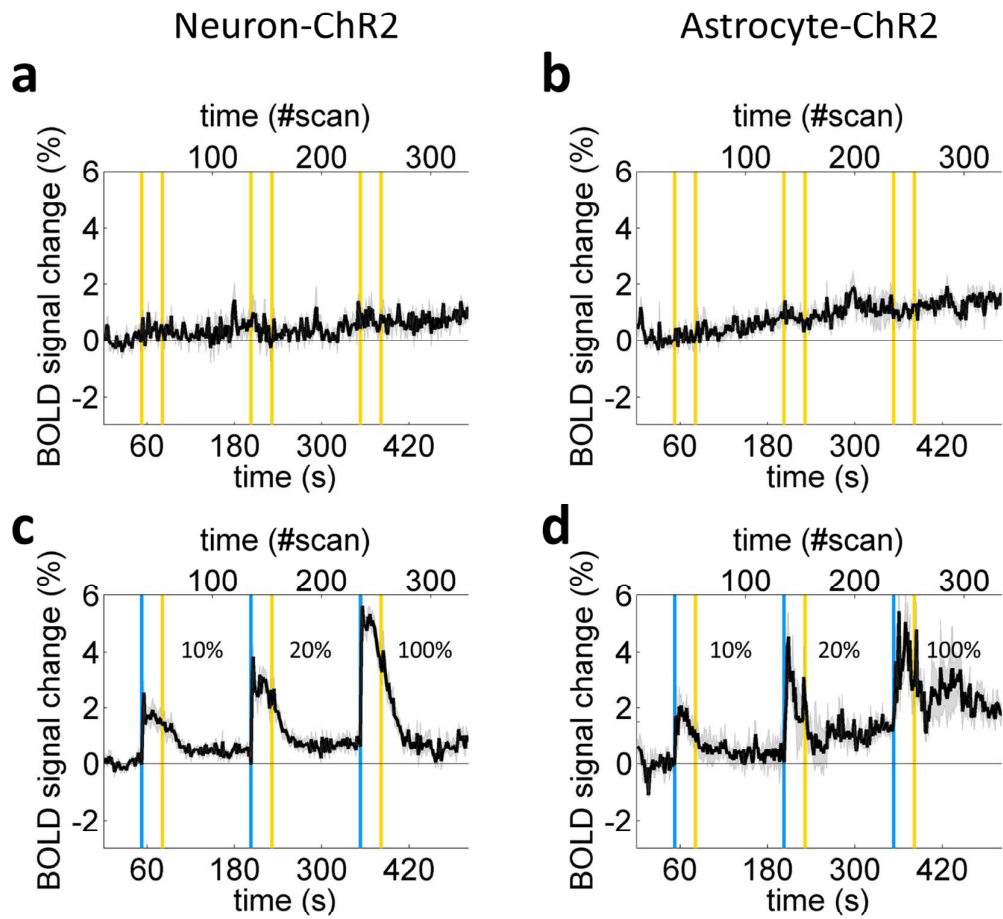 Neuron-ChR2
Astrocyte-ChR2
a
time (#scan)
100 200 300
BOLD signal change (%)
6
4
2
0
-2
60 180 300 420
time (s)
b
time (#scan)
100 200 300
BOLD signal change (%)
6
4
2
0
-2
60 180 300 420
time (s)
c
time (#scan)
100 200 300
BOLD signal change (%)
6
4
2
0
-2
10% 20% 100%
60 180 300 420
time (s)
d
time (#scan)
100 200 300
BOLD signal change (%)
6
4
2
0
-2
10% 20% 100%
60 180 300 420
time (s)